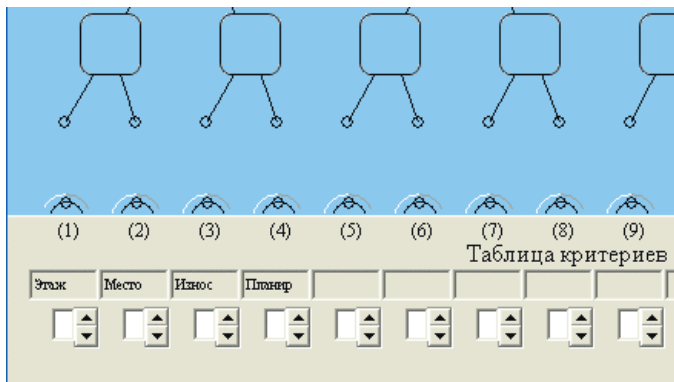 (1) (2) (3) (4) (5) (6) (7) (8) (9)
Таблица критериев
Этаж Место Износ Планир